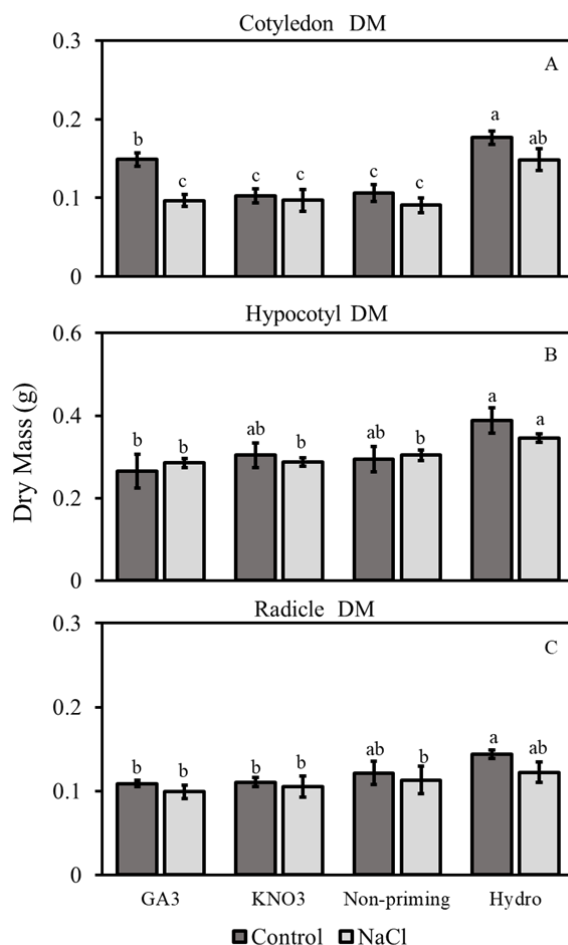 Cotyledon DM
0.3
A
a
b
ab
0.2
c
c
c
c
c
0.1
0
Hypocotyl DM
0.6
B
a
a
ab
ab
b
b
b
b
0.4
0.2
0
Dry Mass (g)
Radicle DM
0.3
C
0.2
a
ab
ab
b
b
b
b
b
0.1
0
GA3 KNO3 Non-priming Hydro
Control NaCl